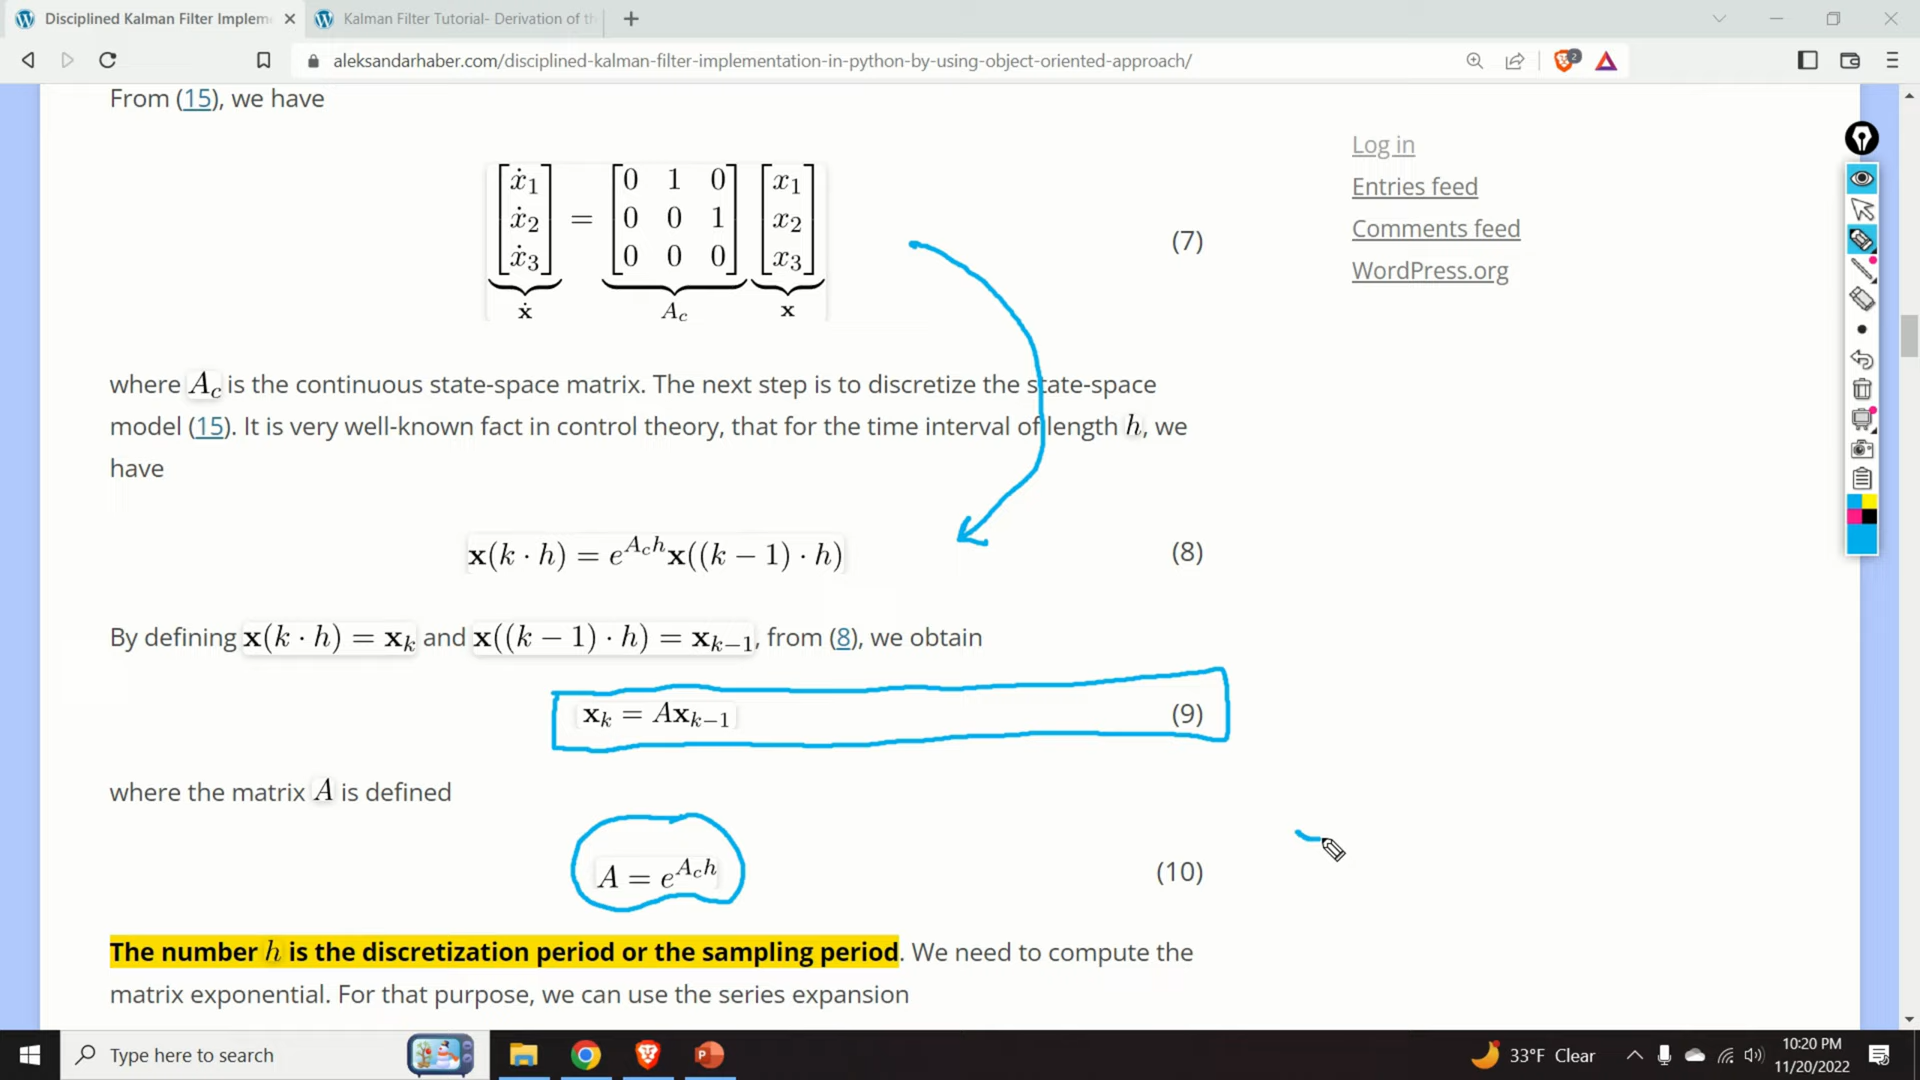 Disciplined Kalman Filter Implem
Kalman Filter Tutorial- Derivation of th
aleksandarhaber.com/disciplined-kalman-filter-implementation-in-python-by-using-object-oriented-approach/
2
From (15), we have
Log in
Entries feed
Comments feed
WordPress.org
[ẋ₁ ẋ₂ ẋ₃] = [0 1 0; 0 0 1; 0 0 0] [x₁ x₂ x₃] (7)
ẋ A_c x
where A_c is the continuous state-space matrix. The next step is to discretize the state-space
model (15). It is very well-known fact in control theory, that for the time interval of length h, we
have
x(k · h) = e^{A_c h} x((k − 1) · h) (8)
By defining x(k · h) = x_k and x((k − 1) · h) = x_{k−1}, from (8), we obtain
x_k = Ax_{k−1} (9)
where the matrix A is defined
A = e^{A_c h} (10)
The number h is the discretization period or the sampling period. We need to compute the
matrix exponential. For that purpose, we can use the series expansion
Type here to search
33°F Clear
10:20 PM
11/20/2022